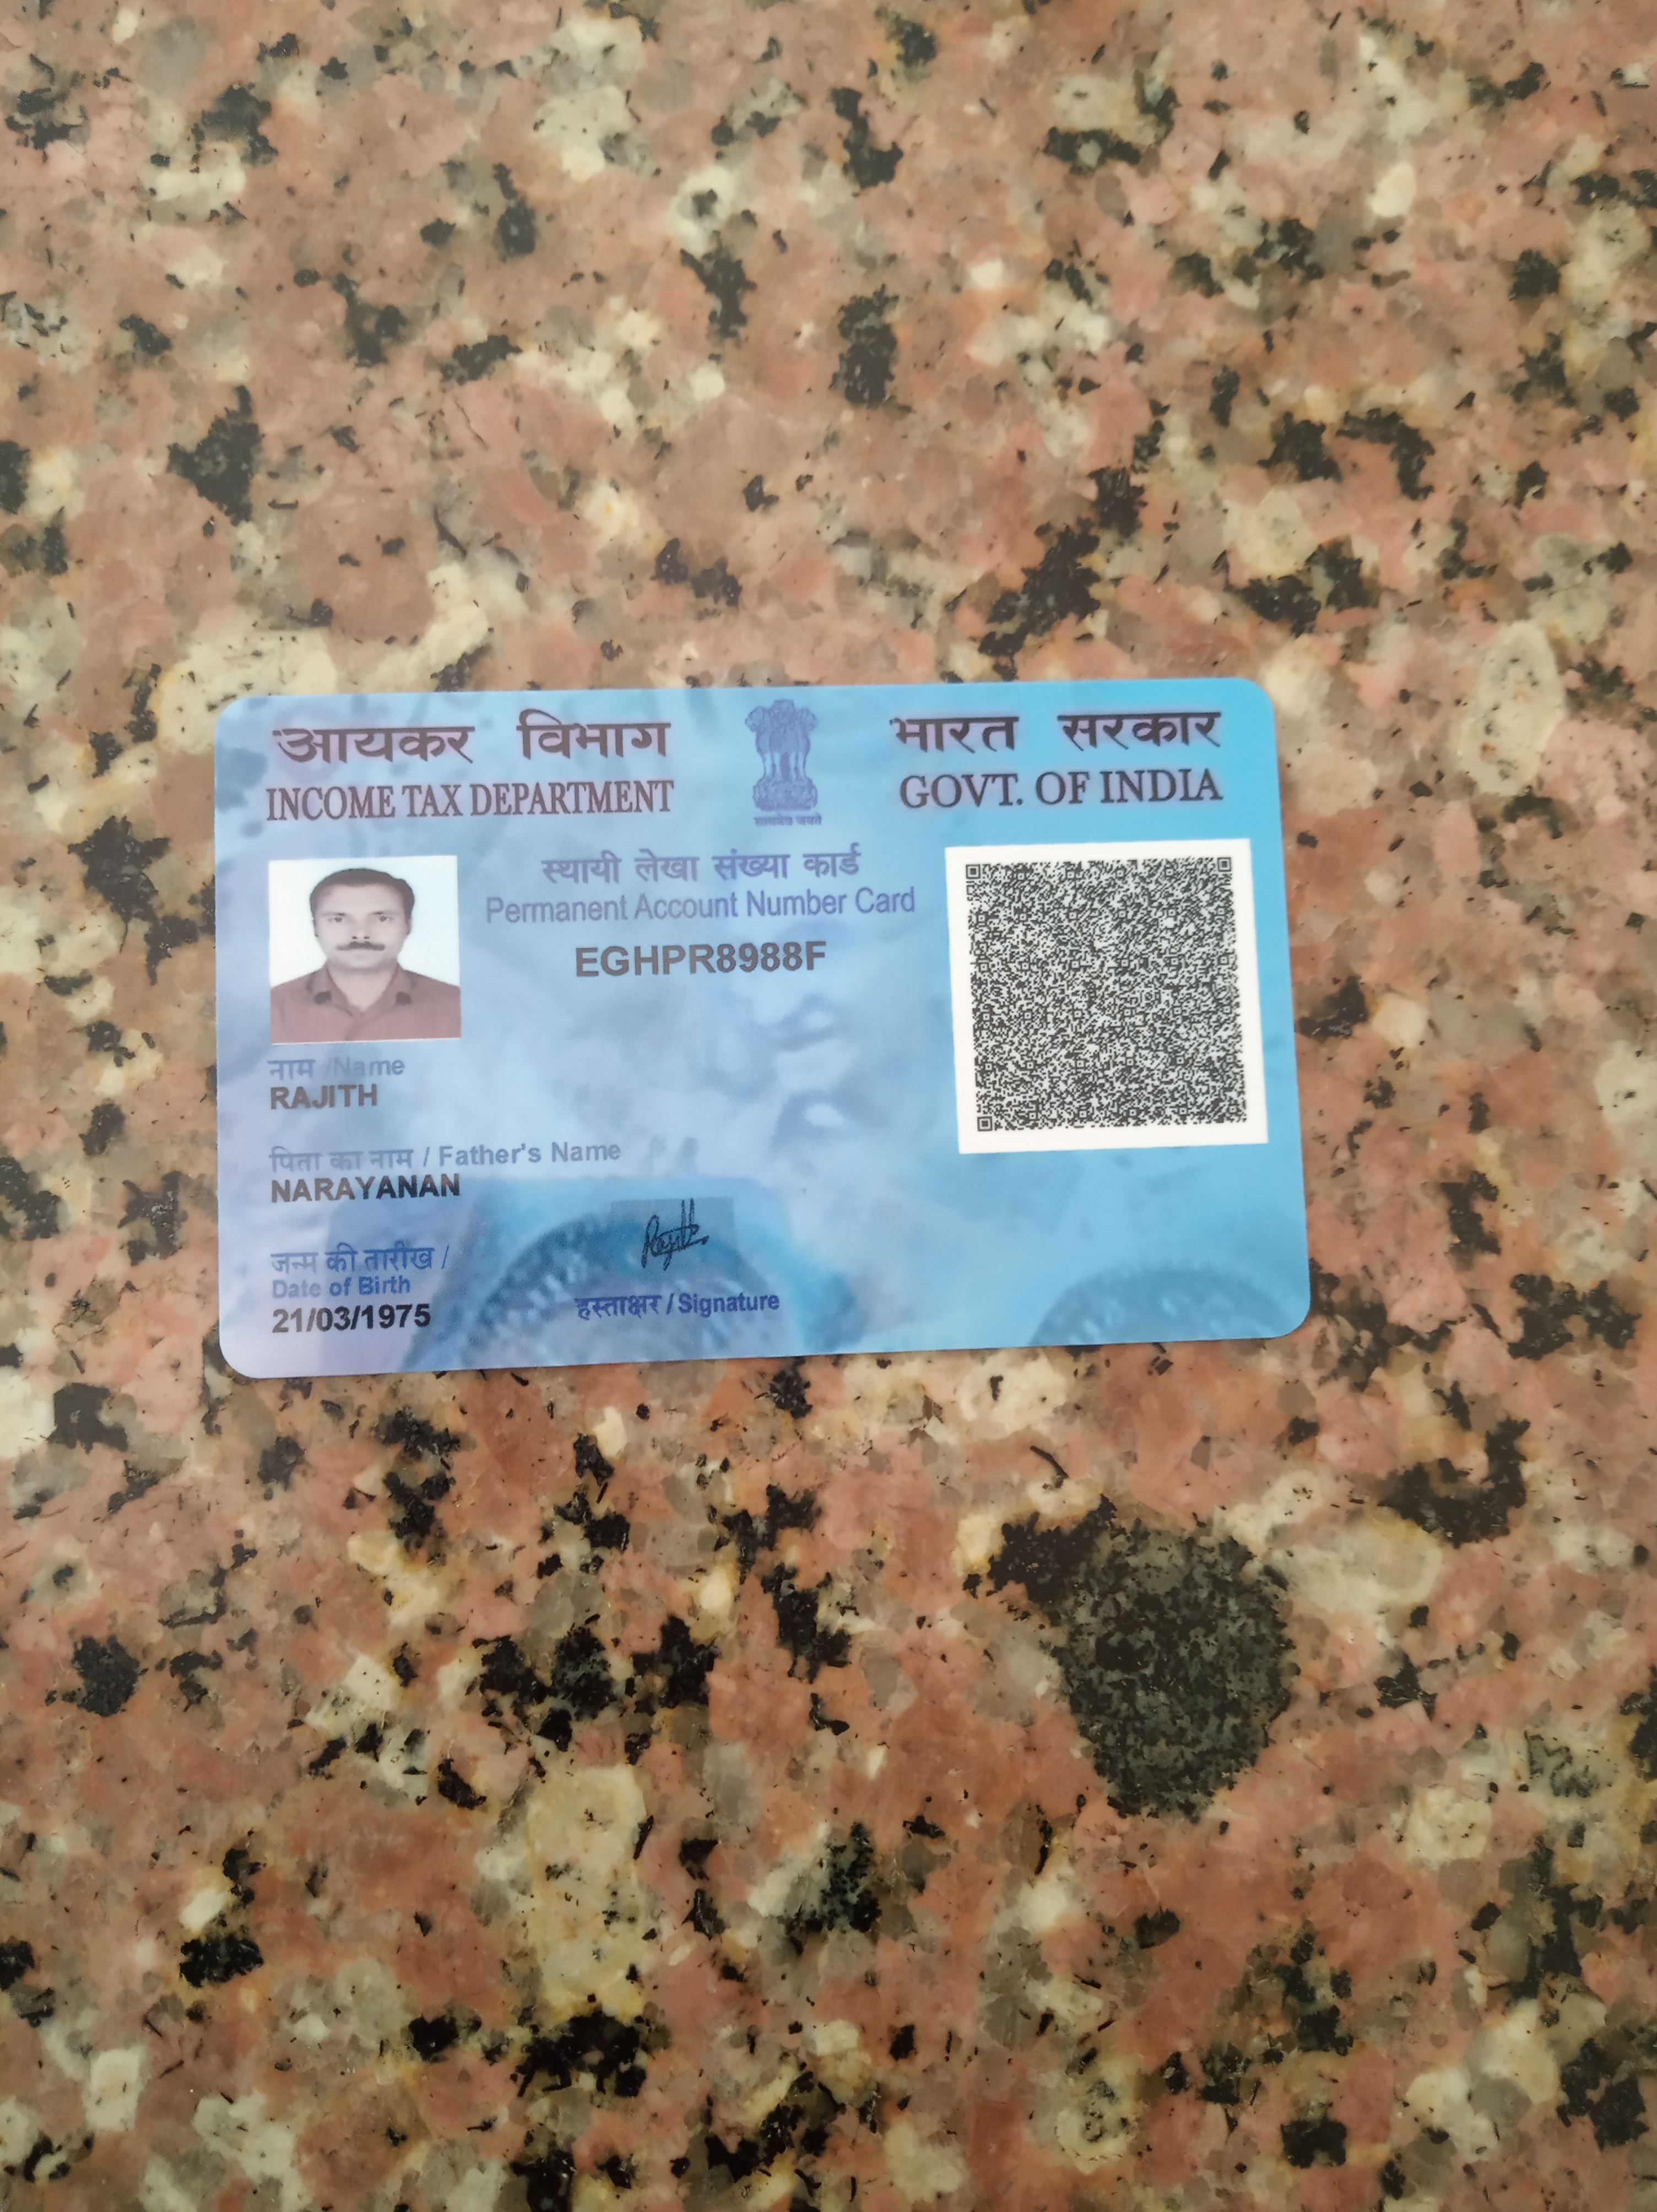 आयकर विभाग
INCOME TAX DEPARTMENT
सत्यमेव जयते
भारत सरकार
GOVT. OF INDIA
स्थायी लेखा संख्या कार्ड
Permanent Account Number Card
EGHPR8988F
नाम /Name
RAJITH
पिता का नाम / Father's Name
NARAYANAN
जन्म की तारीख /
Date of Birth
21/03/1975
Rajith
हस्ताक्षर / Signature